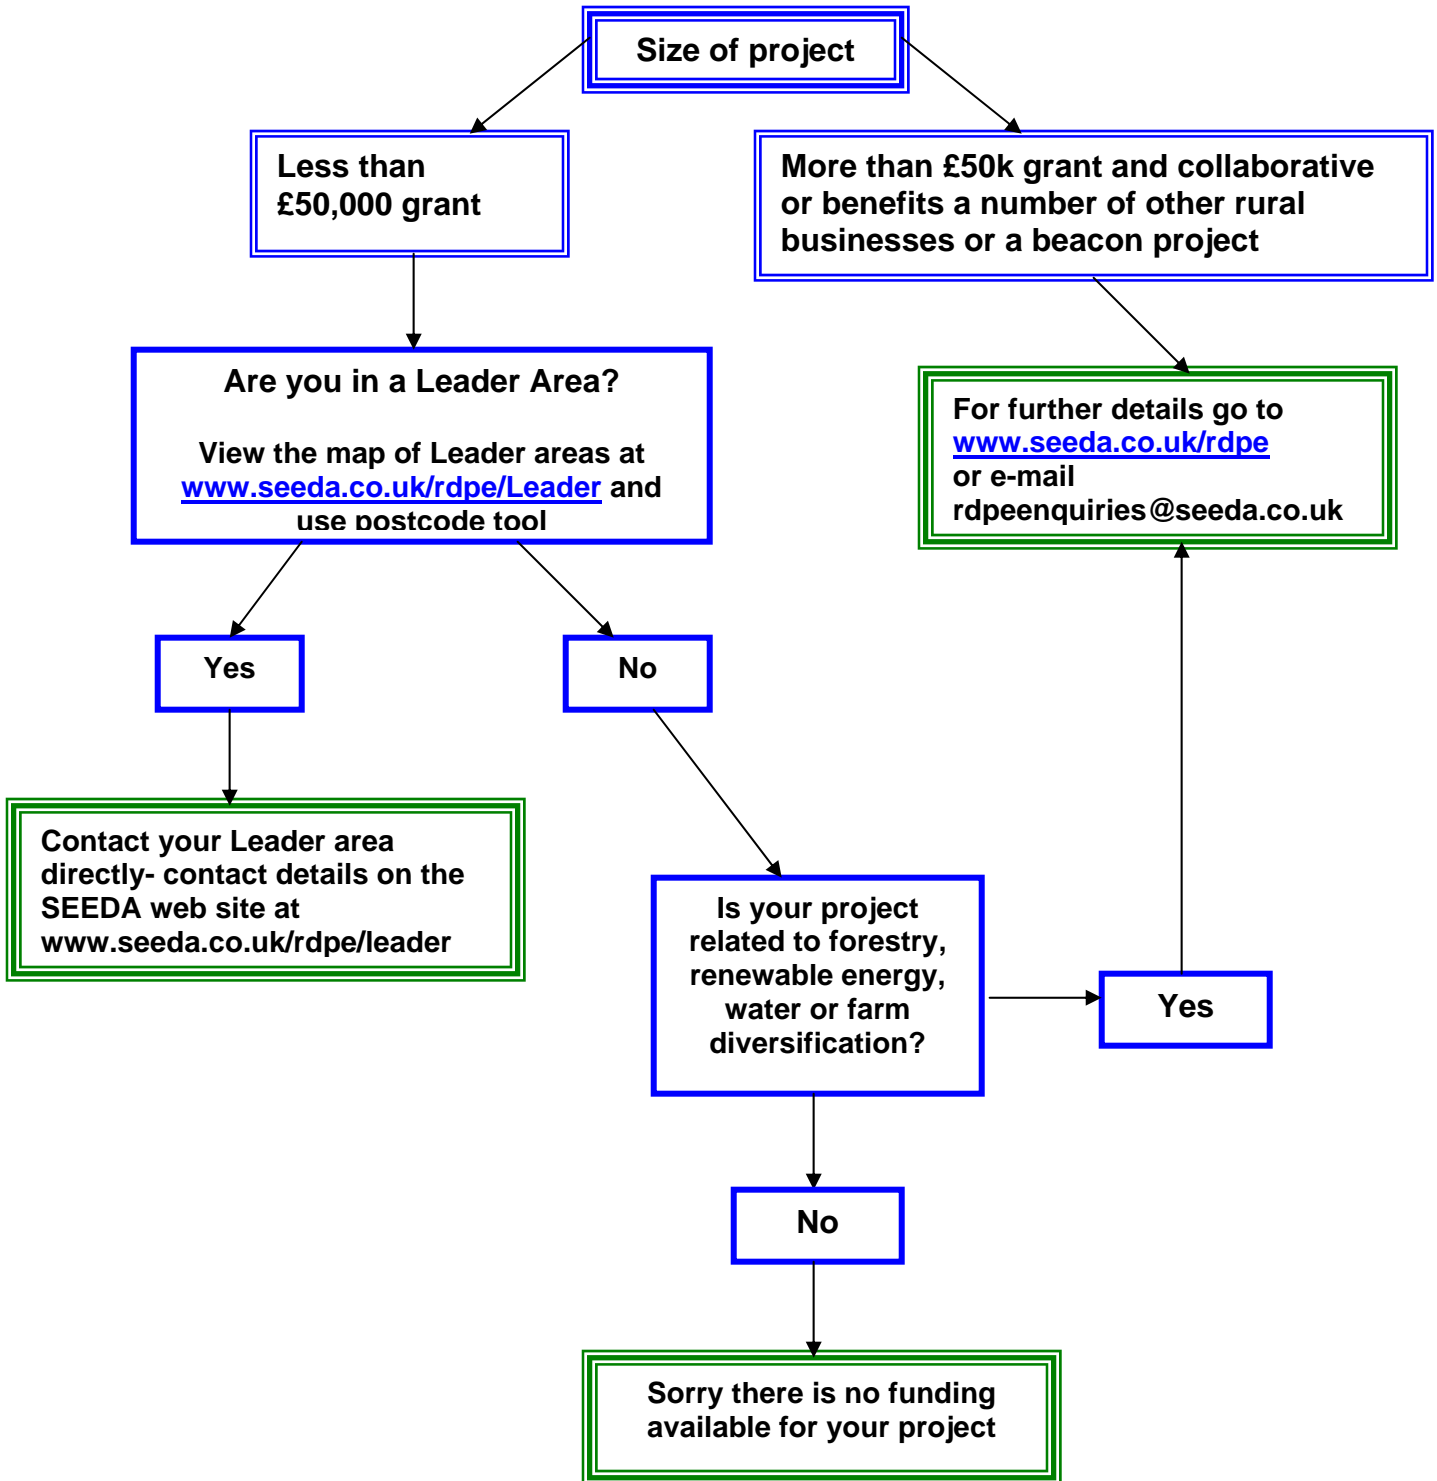 Size of project
Less than
£50,000 grant
More than £50k grant and collaborative
or benefits a number of other rural
businesses or a beacon project
Are you in a Leader Area?
View the map of Leader areas at
www.seeda.co.uk/rdpe/Leader and
use postcode tool
For further details go to
www.seeda.co.uk/rdpe
or e-mail
rdpeenquiries@seeda.co.uk
Yes
No
Contact your Leader area
directly- contact details on the
SEEDA web site at
www.seeda.co.uk/rdpe/leader
Is your project
related to forestry,
renewable energy,
water or farm
diversification?
Yes
No
Sorry there is no funding
available for your project